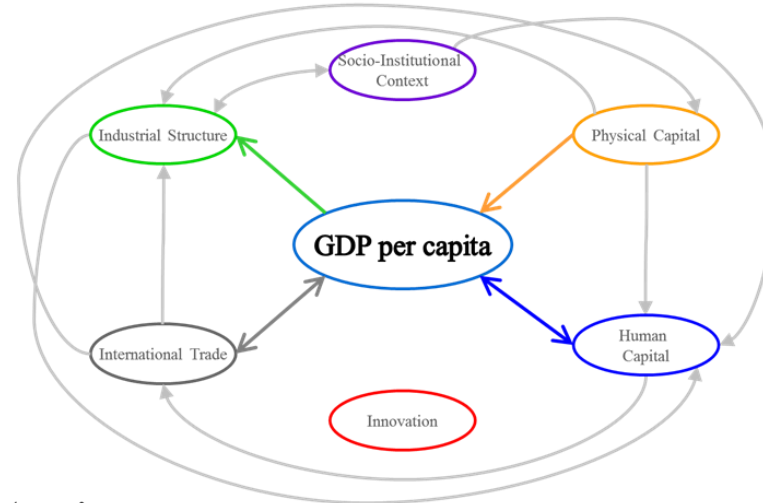 Socio-Institutional
Context
Industrial Structure
Physical Capital
GDP per capita
International Trade
Human
Capital
Innovation